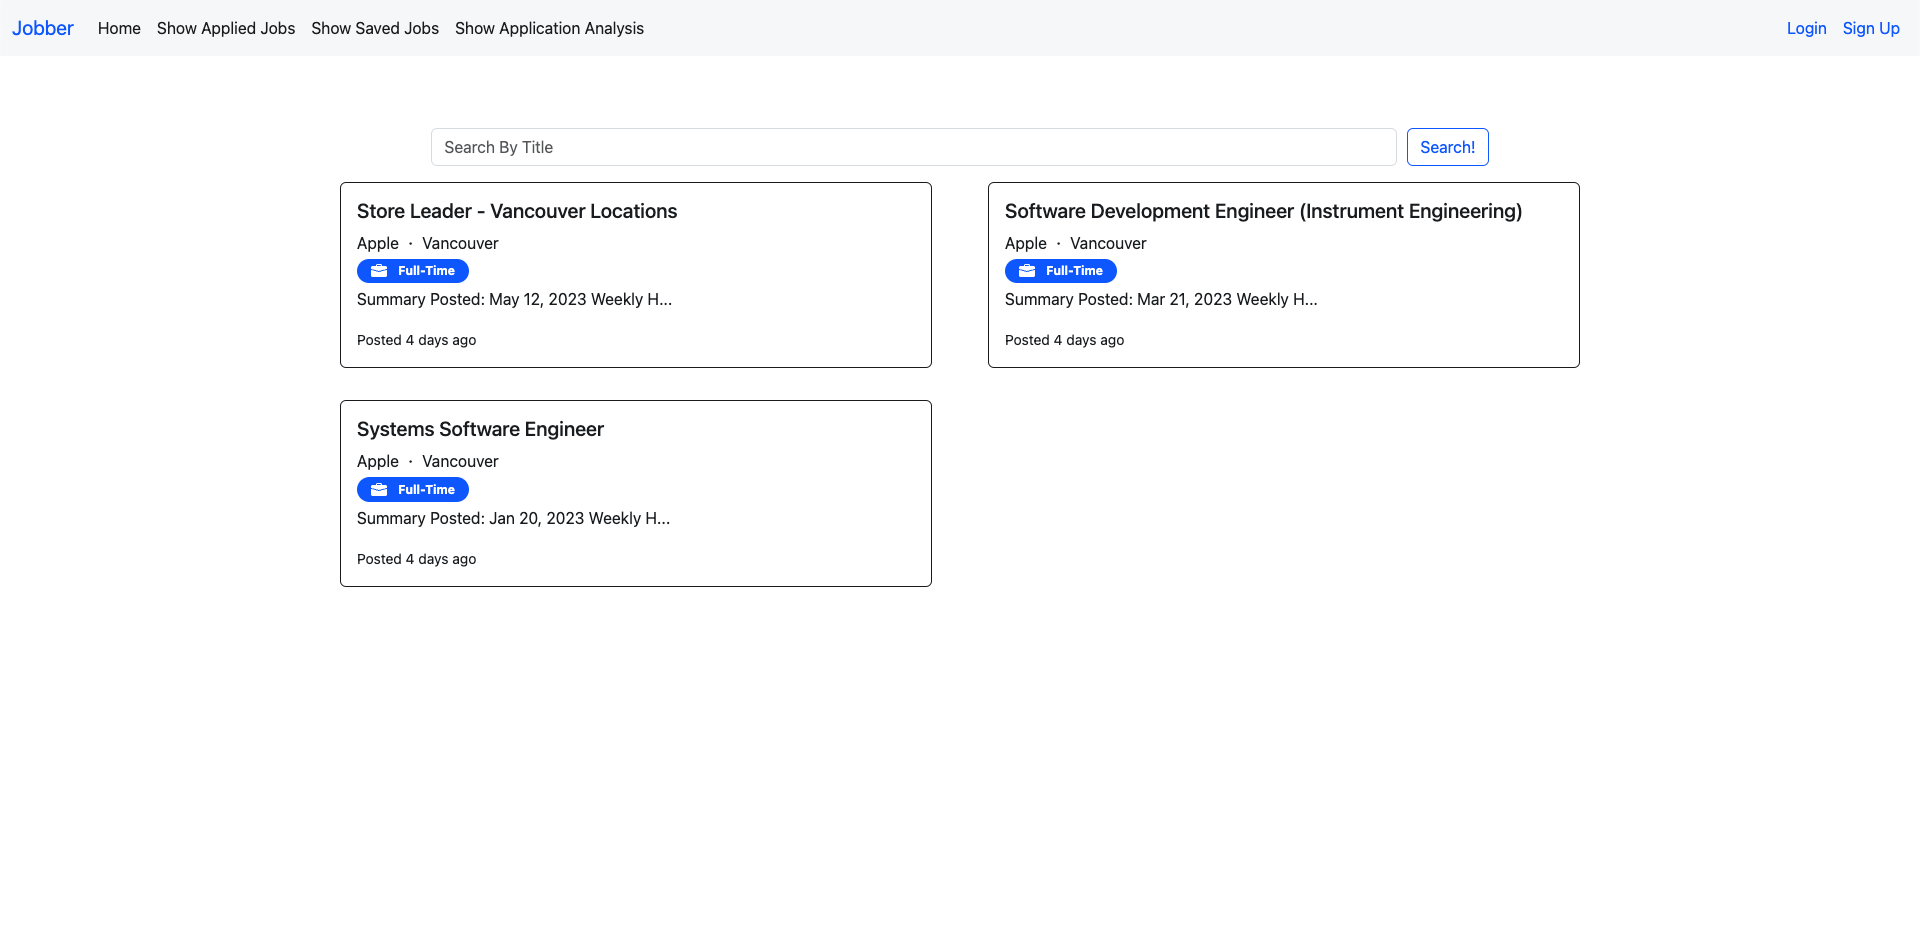 Jobber Home Show Applied Jobs Show Saved Jobs Show Application Analysis Login Sign Up
Search By Title Search!
Store Leader - Vancouver Locations
Apple · Vancouver
Full-Time
Summary Posted: May 12, 2023 Weekly H...
Posted 4 days ago
Software Development Engineer (Instrument Engineering)
Apple · Vancouver
Full-Time
Summary Posted: Mar 21, 2023 Weekly H...
Posted 4 days ago
Systems Software Engineer
Apple · Vancouver
Full-Time
Summary Posted: Jan 20, 2023 Weekly H...
Posted 4 days ago